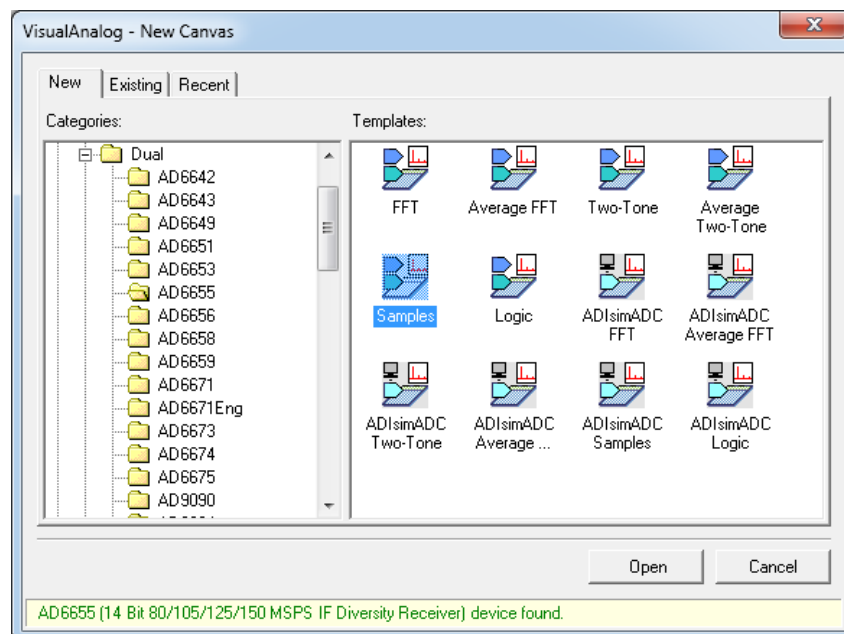 VisualAnalog - New Canvas
New Existing Recent
Categories:
Templates:
Dual
AD6642
AD6643
AD6649
AD6651
AD6653
AD6655
AD6656
AD6658
AD6659
AD6671
AD6671Eng
AD6673
AD6674
AD6675
AD9090
FFT
Average FFT
Two-Tone
Average
Two-Tone
Samples
Logic
ADIsimADC
FFT
ADIsimADC
Average FFT
ADIsimADC
Two-Tone
ADIsimADC
Average ...
ADIsimADC
Samples
ADIsimADC
Logic
Open
Cancel
AD6655 (14 Bit 80/105/125/150 MSPS IF Diversity Receiver) device found.